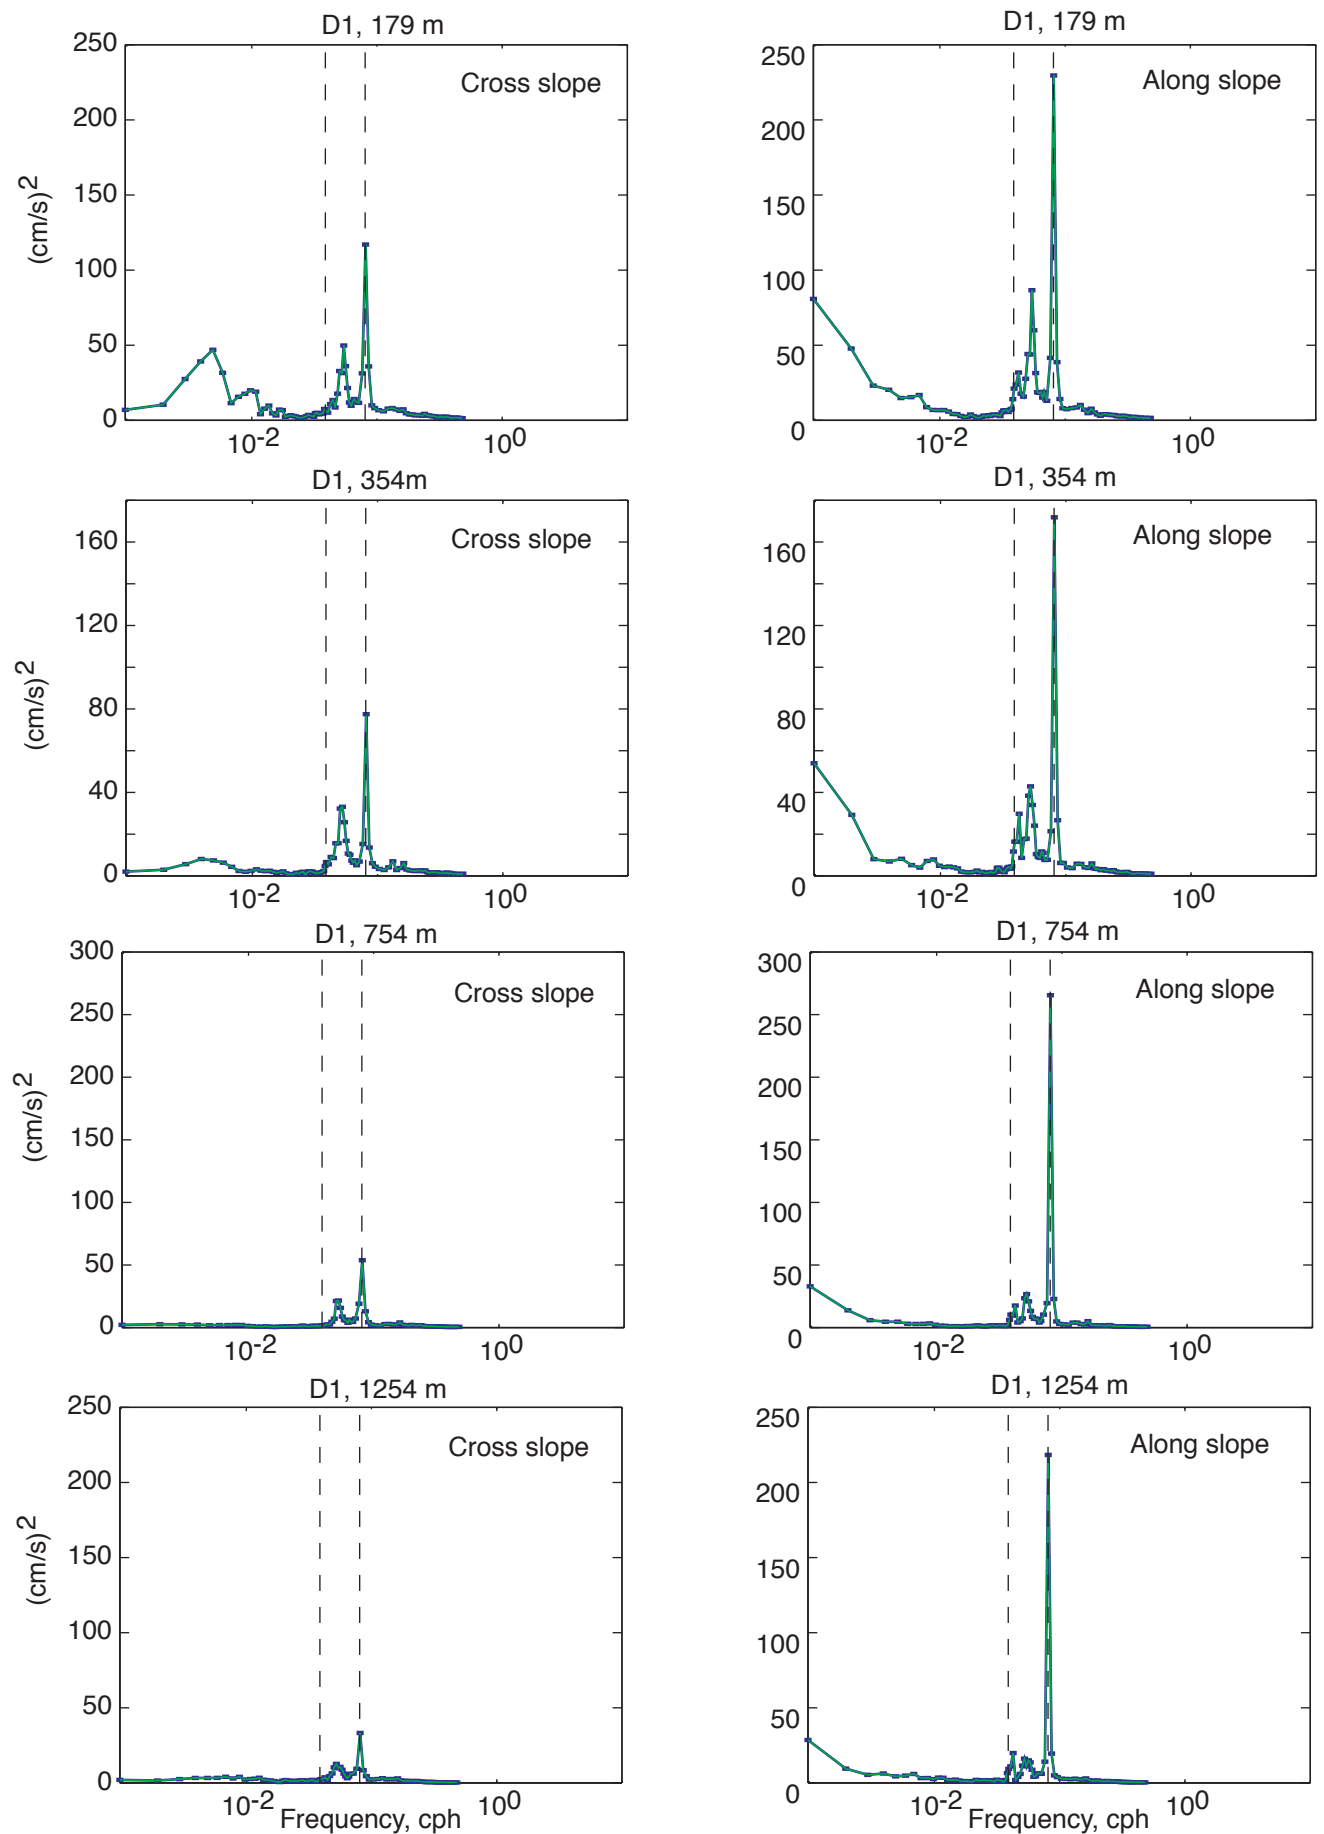 D1, 179 m
Cross slope
(cm/s)2
250
200
150
100
50
0
10-2
100
D1, 179 m
Along slope
250
200
150
100
50
0
10-2
100
D1, 354m
Cross slope
(cm/s)2
160
120
80
40
0
10-2
100
D1, 354 m
Along slope
160
120
80
40
0
10-2
100
D1, 754 m
Cross slope
(cm/s)2
300
250
200
150
100
50
0
10-2
100
D1, 754 m
Along slope
300
250
200
150
100
50
0
10-2
100
D1, 1254 m
Cross slope
(cm/s)2
250
200
150
100
50
0
10-2
100
Frequency, cph
D1, 1254 m
Along slope
250
200
150
100
50
0
10-2
100
Frequency, cph